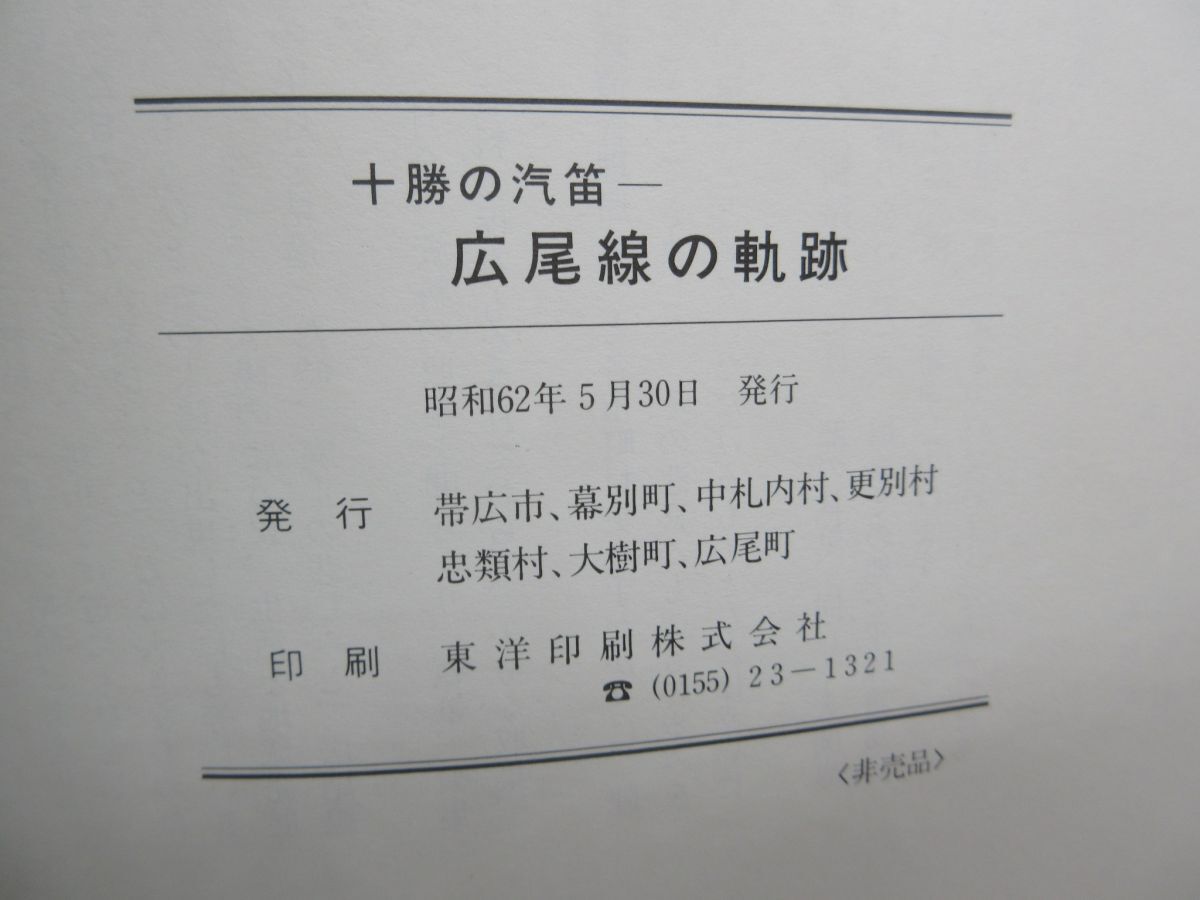 十勝の汽笛―
広尾線の軌跡
昭和62年5月30日 発行
発 行 帯広市、幕別町、中札内村、更別村
忠類村、大樹町、広尾町
印 刷 東洋印刷株式会社
☎ (0155) 23－1321
〈非売品〉